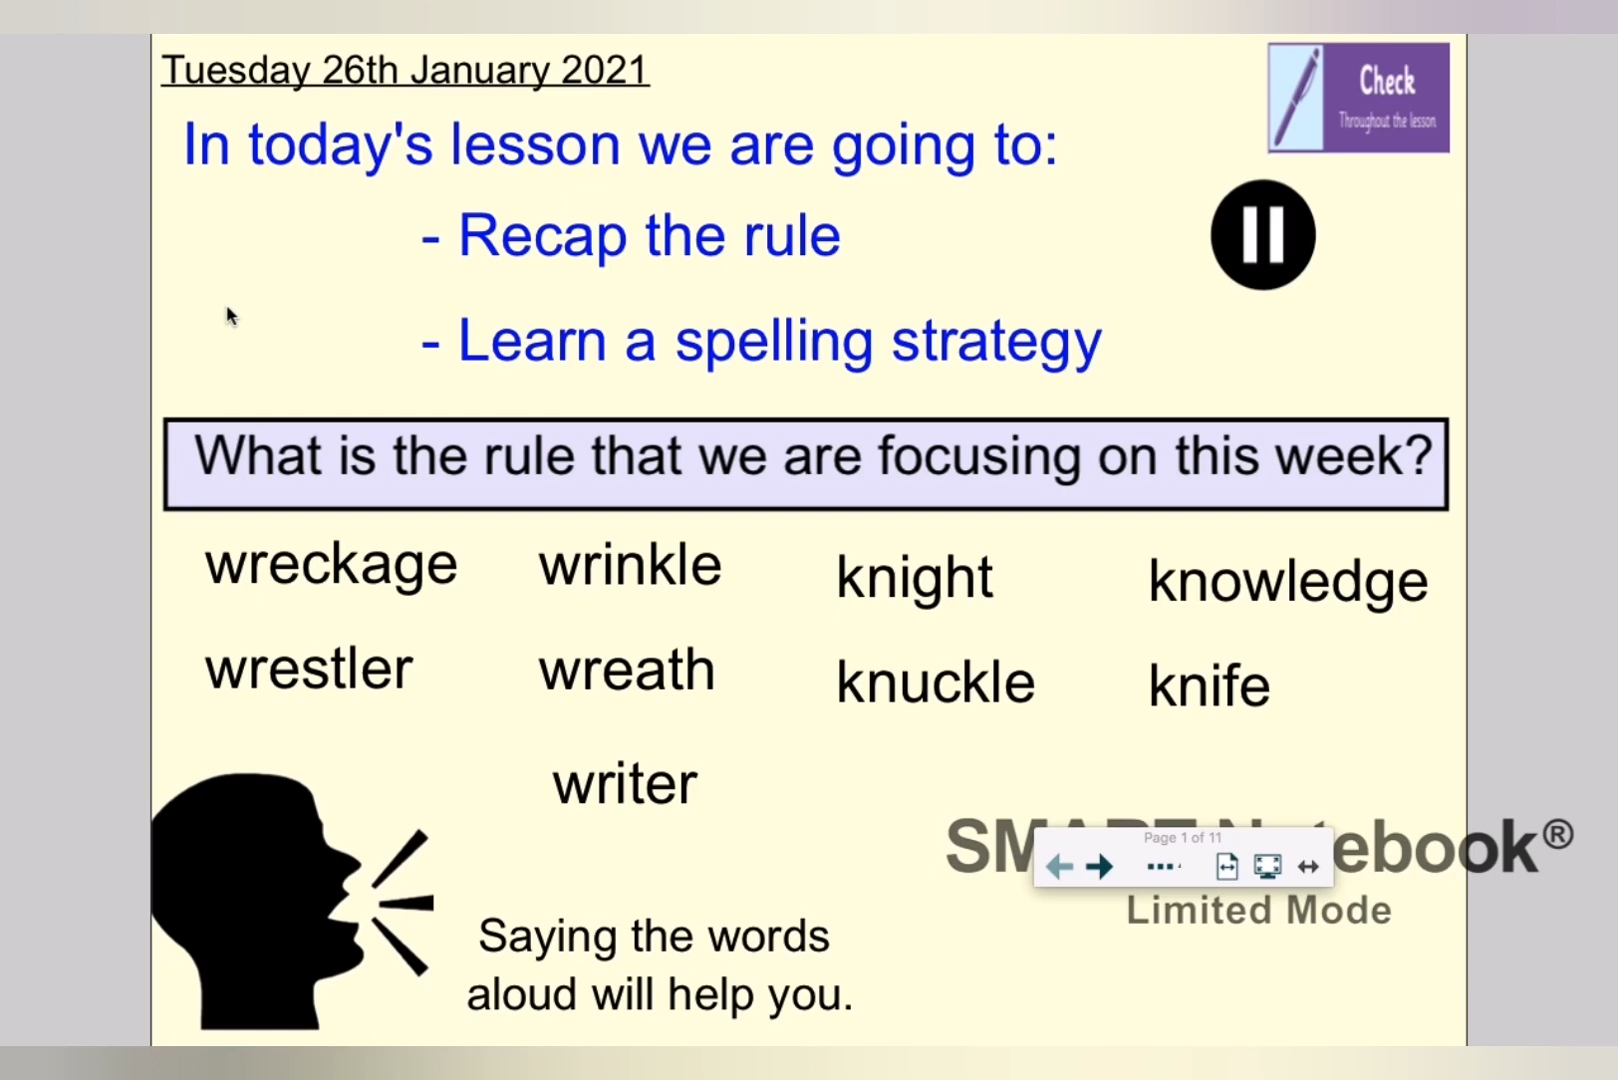 Tuesday 26th January 2021
Check
Throughout the lesson
In today's lesson we are going to:
- Recap the rule
- Learn a spelling strategy
What is the rule that we are focusing on this week?
wreckage wrinkle knight knowledge
wrestler wreath knuckle knife
writer
SMART Notebook®
Page 1 of 11
Limited Mode
Saying the words
aloud will help you.